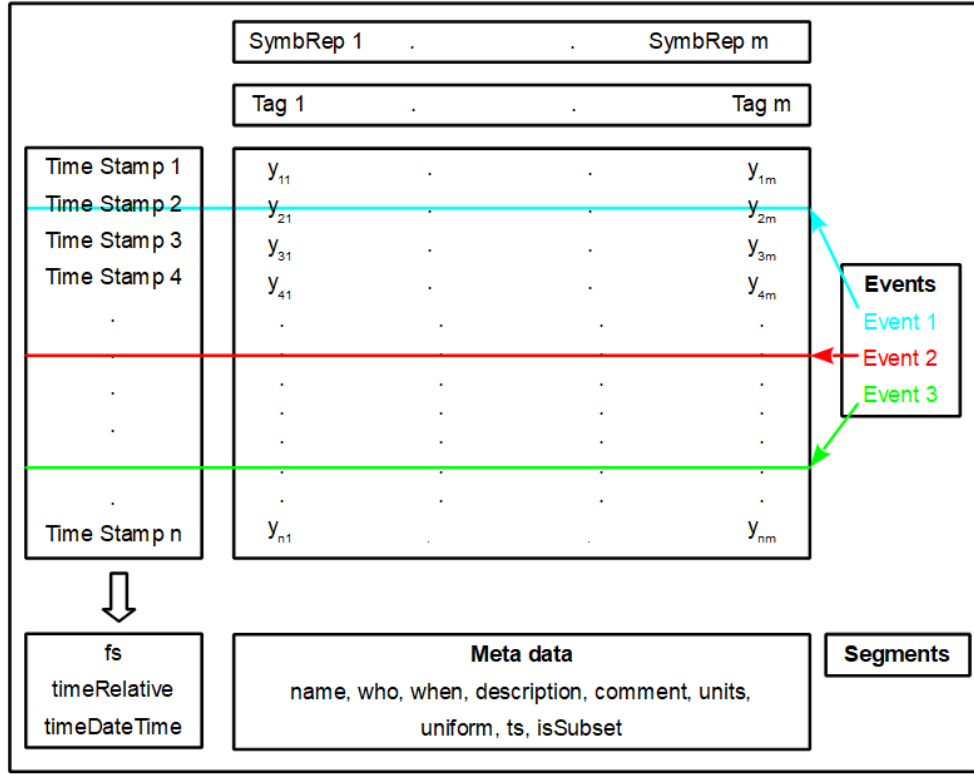 SymbRep 1 . . SymbRep m
Tag 1 . . Tag m
Time Stamp 1 y11 . . y1m
Time Stamp 2 y21 . . y2m
Time Stamp 3 y31 . . y3m
Time Stamp 4 y41 . . y4m
. . . . .
. . . . .
. . . . .
. . . .
. . . . .
. . . .
. . . . .
Time Stamp n yn1 . . ynm
Events
Event 1
Event 2
Event 3
fs
timeRelative
timeDateTime
Meta data
name, who, when, description, comment, units,
uniform, ts, isSubset
Segments